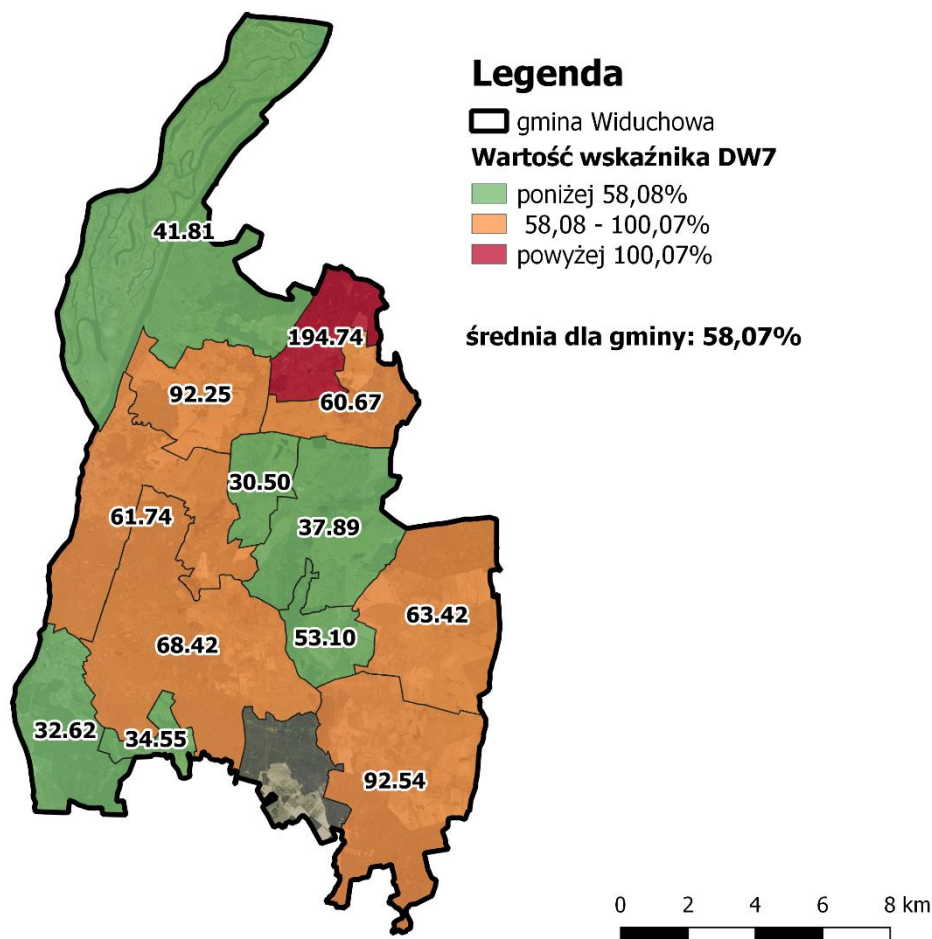 Legenda
gmina Widuchowa
Wartość wskaźnika DW7
poniżej 58,08%
58,08 - 100,07%
powyżej 100,07%
średnia dla gminy: 58,07%
41.81
194.74
92.25
60.67
30.50
61.74
37.89
63.42
53.10
68.42
32.62
34.55
92.54
0 2 4 6 8 km